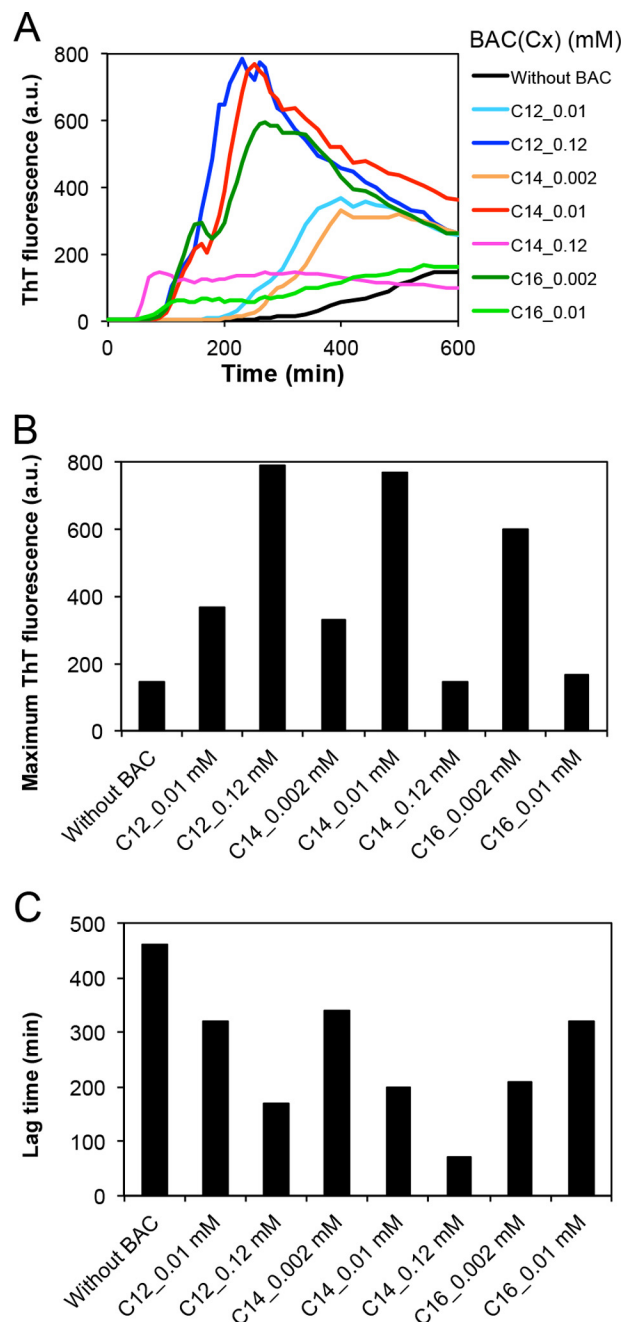 A
BAC(Cx) (mM)
ThT fluorescence (a.u.)
800
600
400
200
0
0 200 400 600
Time (min)
Without BAC
C12_0.01
C12_0.12
C14_0.002
C14_0.01
C14_0.12
C16_0.002
C16_0.01
B
Maximum ThT fluorescence (a.u.)
800
600
400
200
0
Without BAC
C12_0.01 mM
C12_0.12 mM
C14_0.002 mM
C14_0.01 mM
C14_0.12 mM
C16_0.002 mM
C16_0.01 mM
C
Lag time (min)
500
400
300
200
100
0
Without BAC
C12_0.01 mM
C12_0.12 mM
C14_0.002 mM
C14_0.01 mM
C14_0.12 mM
C16_0.002 mM
C16_0.01 mM